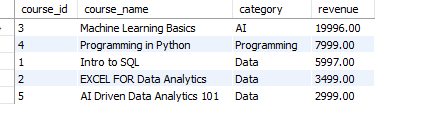 course_id course_name category revenue
3 Machine Learning Basics AI 19996.00
4 Programming in Python Programming 7999.00
1 Intro to SQL Data 5997.00
2 EXCEL FOR Data Analytics Data 3499.00
5 AI Driven Data Analytics 101 Data 2999.00